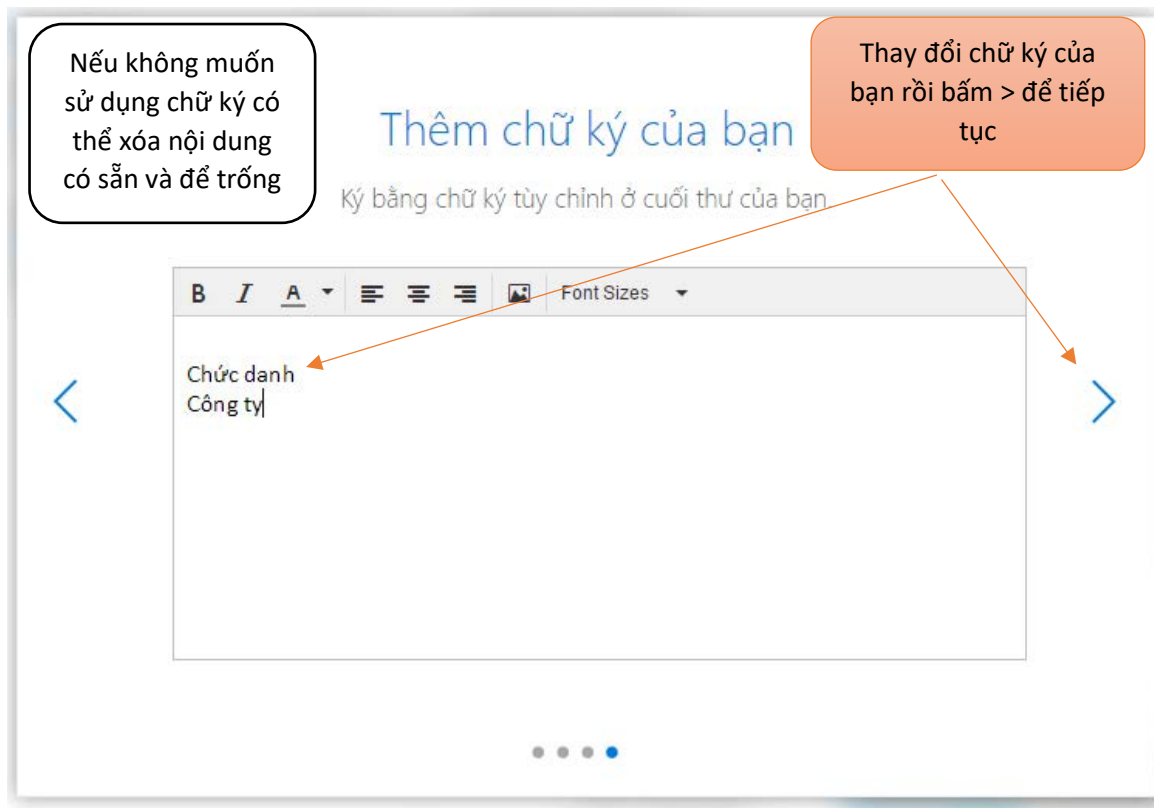 Nếu không muốn
sử dụng chữ ký có
thể xóa nội dung
có sẵn và để trống
Thay đổi chữ ký của
bạn rồi bấm > để tiếp
tục
Thêm chữ ký của bạn
Ký bằng chữ ký tùy chỉnh ở cuối thư của bạn.
B I A Font Sizes
Chức danh
Công ty